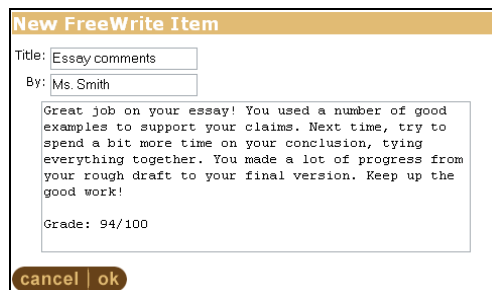 New FreeWrite Item
Title: Essay comments
By: Ms. Smith
Great job on your essay! You used a number of good
examples to support your claims. Next time, try to
spend a bit more time on your conclusion, tying
everything together. You made a lot of progress from
your rough draft to your final version. Keep up the
good work!
Grade: 94/100
cancel | ok